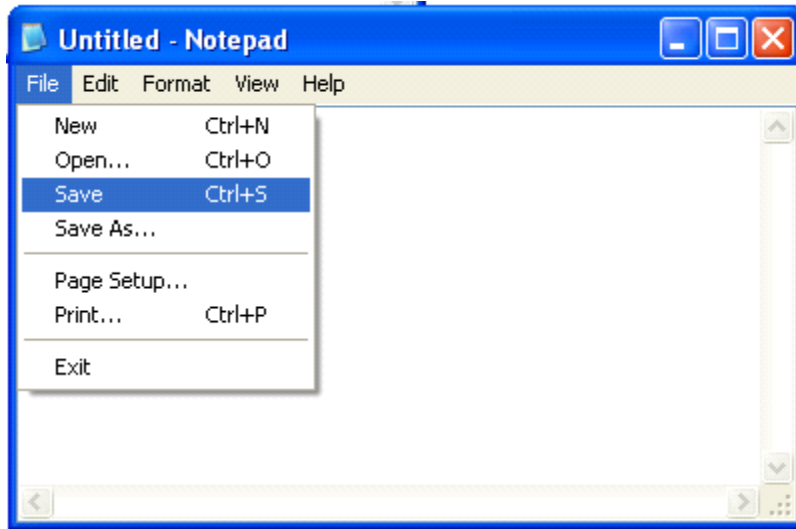 Untitled - Notepad
File Edit Format View Help
New Ctrl+N
Open... Ctrl+O
Save Ctrl+S
Save As...
Page Setup...
Print... Ctrl+P
Exit